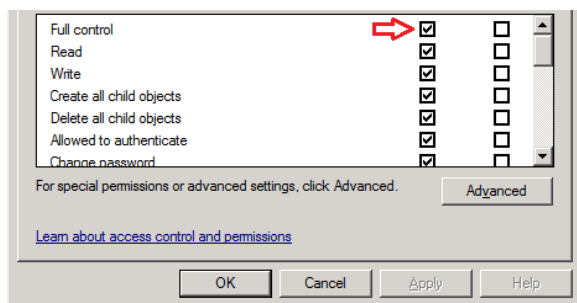 Full control
Read
Write
Create all child objects
Delete all child objects
Allowed to authenticate
Change password
For special permissions or advanced settings, click Advanced.
Advanced
Learn about access control and permissions
OK Cancel Apply Help